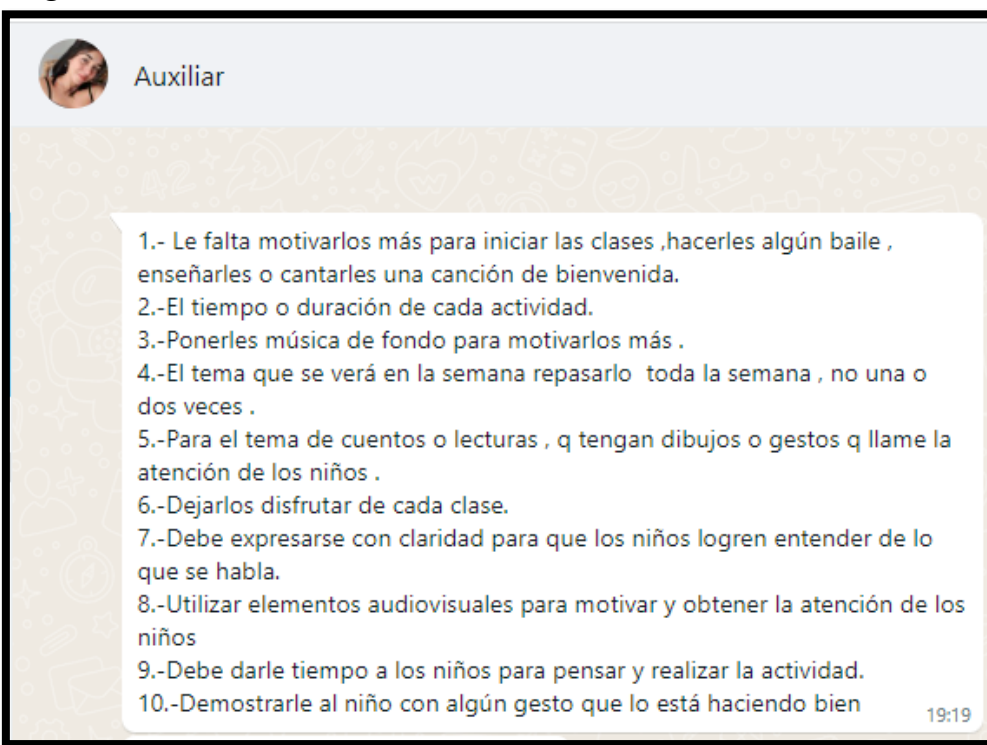 Auxiliar
1.- Le falta motivarlos más para iniciar las clases ,hacerles algún baile ,
enseñarles o cantarles una canción de bienvenida.
2.-El tiempo o duración de cada actividad.
3.-Ponerles música de fondo para motivarlos más .
4.-El tema que se verá en la semana repasarlo  toda la semana , no una o
dos veces .
5.-Para el tema de cuentos o lecturas , q tengan dibujos o gestos q llame la
atención de los niños .
6.-Dejarlos disfrutar de cada clase.
7.-Debe expresarse con claridad para que los niños logren entender de lo
que se habla.
8.-Utilizar elementos audiovisuales para motivar y obtener la atención de los
niños
9.-Debe darle tiempo a los niños para pensar y realizar la actividad.
10.-Demostrarle al niño con algún gesto que lo está haciendo bien
19:19